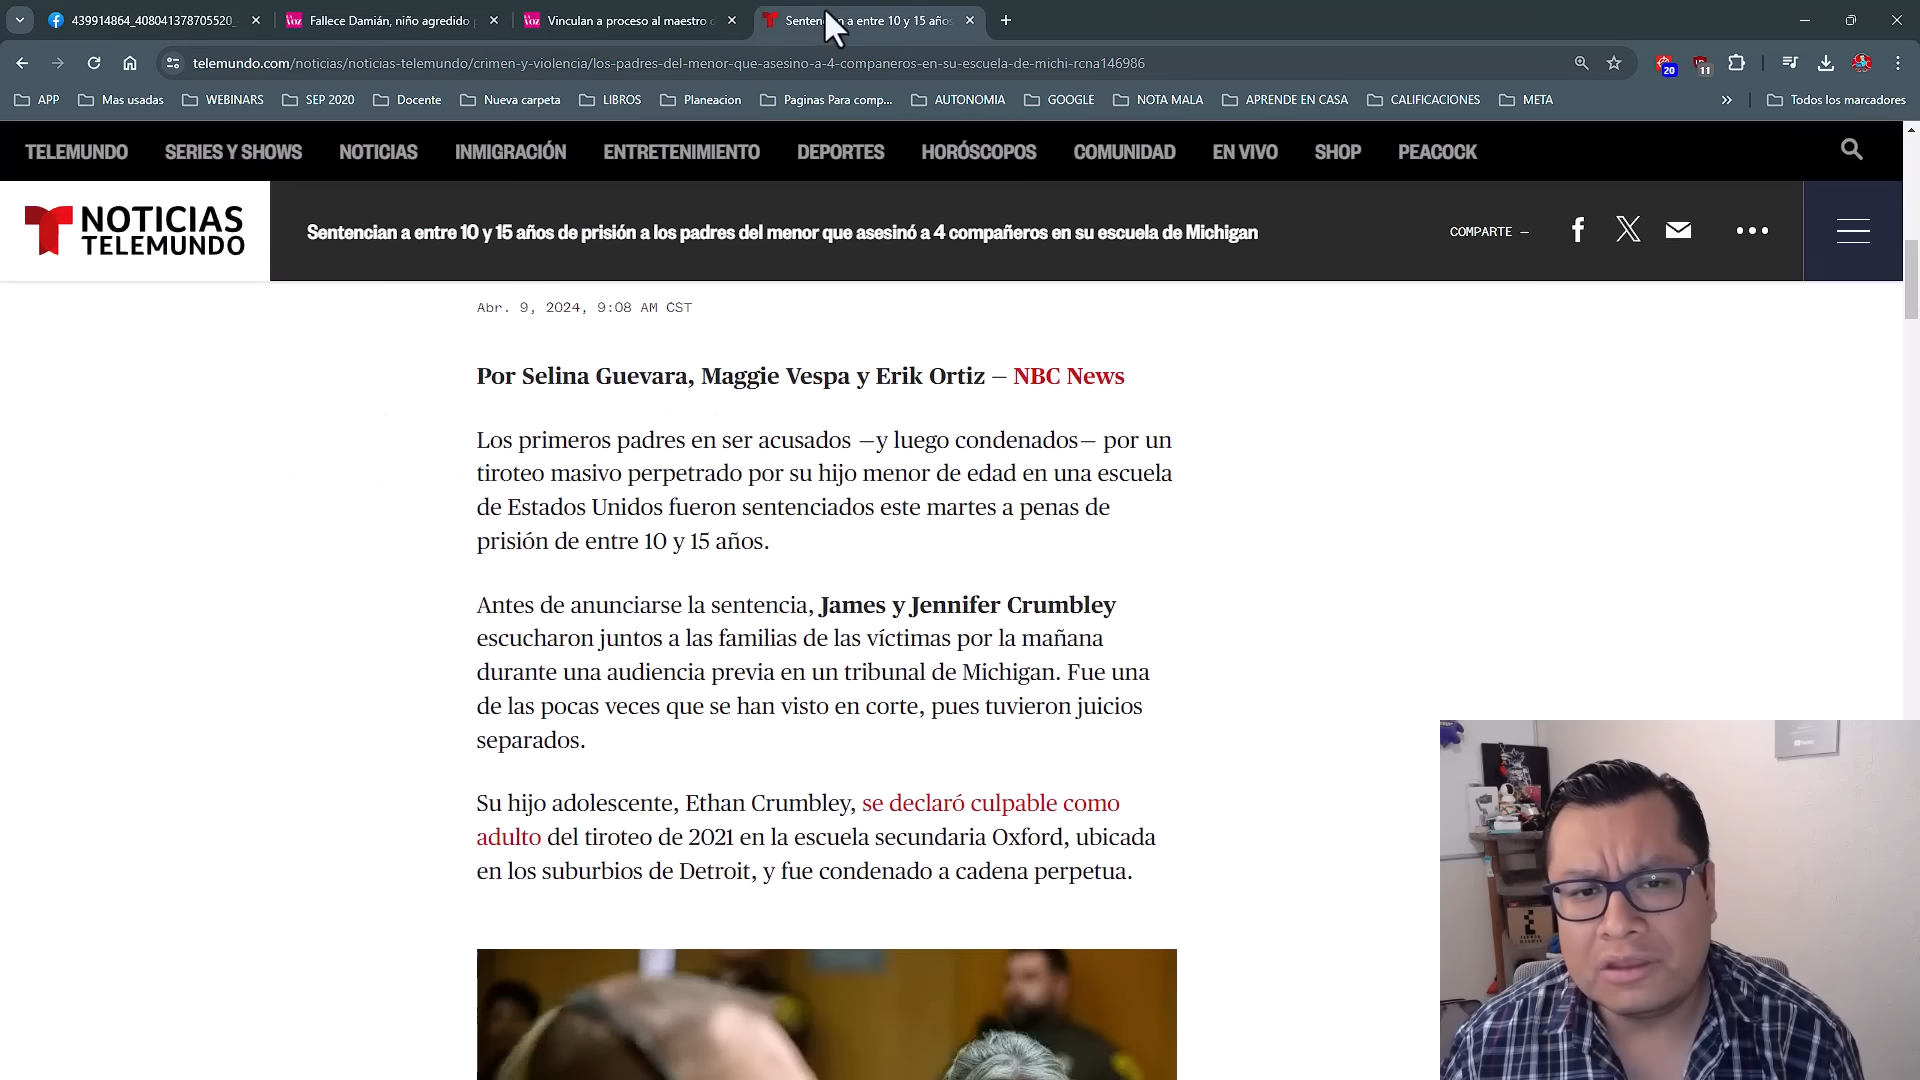 439914864_408041378705520_
Fallece Damián, niño agredido p
Vinculan a proceso al maestro c
Sentencian a entre 10 y 15 años
telemundo.com/noticias/noticias-telemundo/crimen-y-violencia/los-padres-del-menor-que-asesino-a-4-companeros-en-su-escuela-de-michi-rcna146986
20
11
APP
Mas usadas
WEBINARS
SEP 2020
Docente
Nueva carpeta
LIBROS
Planeacion
Paginas Para comp...
AUTONOMIA
GOOGLE
NOTA MALA
APRENDE EN CASA
CALIFICACIONES
META
»
Todos los marcadores
TELEMUNDO
SERIES Y SHOWS
NOTICIAS
INMIGRACIÓN
ENTRETENIMIENTO
DEPORTES
HORÓSCOPOS
COMUNIDAD
EN VIVO
SHOP
PEACOCK
NOTICIAS
TELEMUNDO
Sentencian a entre 10 y 15 años de prisión a los padres del menor que asesinó a 4 compañeros en su escuela de Michigan
COMPARTE —
Abr. 9, 2024, 9:08 AM CST
Por Selina Guevara, Maggie Vespa y Erik Ortiz — NBC News
Los primeros padres en ser acusados —y luego condenados— por un
tiroteo masivo perpetrado por su hijo menor de edad en una escuela
de Estados Unidos fueron sentenciados este martes a penas de
prisión de entre 10 y 15 años.
Antes de anunciarse la sentencia, James y Jennifer Crumbley
escucharon juntos a las familias de las víctimas por la mañana
durante una audiencia previa en un tribunal de Michigan. Fue una
de las pocas veces que se han visto en corte, pues tuvieron juicios
separados.
Su hijo adolescente, Ethan Crumbley, se declaró culpable como
adulto del tiroteo de 2021 en la escuela secundaria Oxford, ubicada
en los suburbios de Detroit, y fue condenado a cadena perpetua.